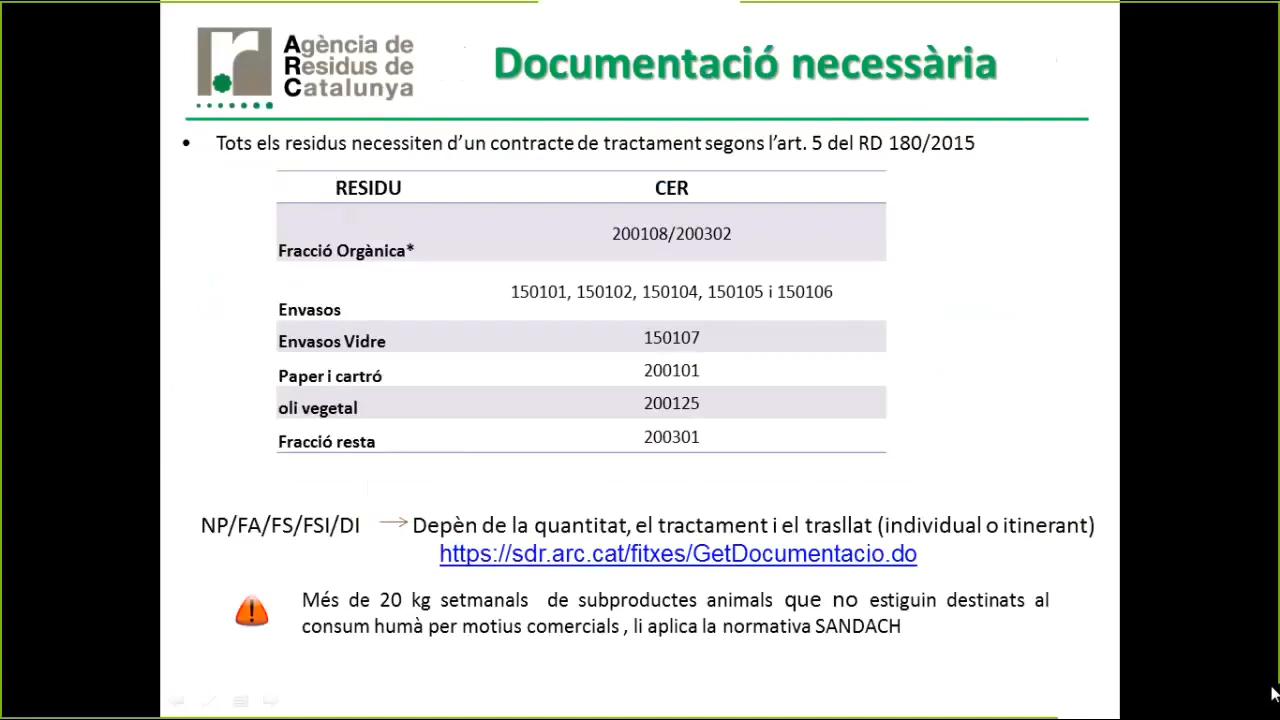 Agència de
Residus de
Catalunya
Documentació necessària
• Tots els residus necessiten d'un contracte de tractament segons l'art. 5 del RD 180/2015
RESIDU CER
Fracció Orgànica* 200108/200302
Envasos 150101, 150102, 150104, 150105 i 150106
Envasos Vidre 150107
Paper i cartró 200101
oli vegetal 200125
Fracció resta 200301
NP/FA/FS/FSI/DI → Depèn de la quantitat, el tractament i el trasllat (individual o itinerant)
https://sdr.arc.cat/fitxes/GetDocumentacio.do
Més de 20 kg setmanals de subproductes animals que no estiguin destinats al
consum humà per motius comercials , li aplica la normativa SANDACH